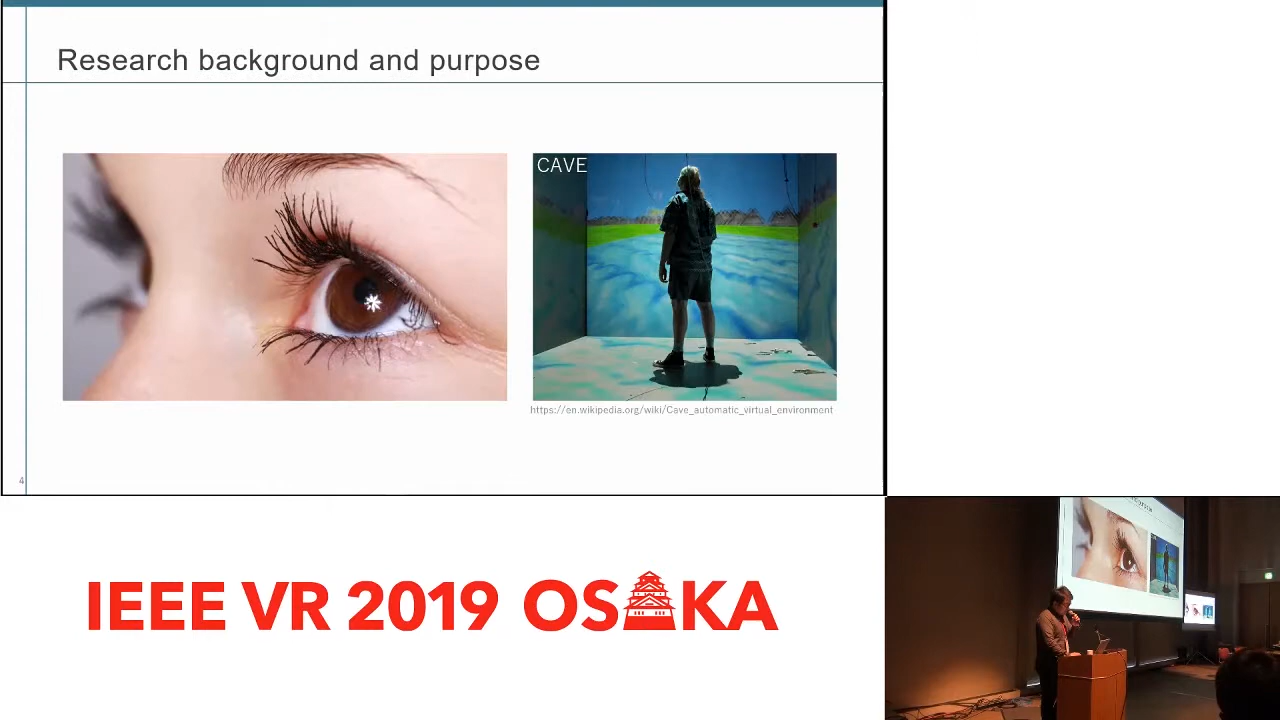 Research background and purpose
CAVE
https://en.wikipedia.org/wiki/Cave_automatic_virtual_environment
4
IEEE VR 2019 OSAKA